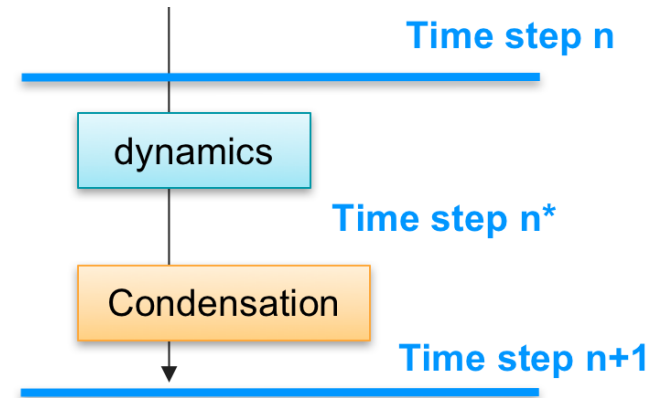 Time step n
dynamics
Time step n*
Condensation
Time step n+1